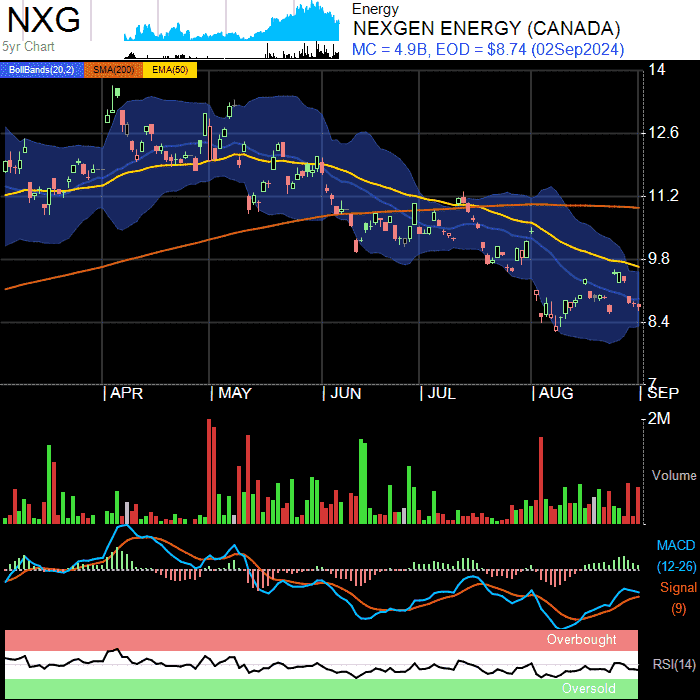 NXG
5yr Chart
Energy
NEXGEN ENERGY (CANADA)
MC = 4.9B, EOD = $8.74 (02Sep2024)
BollBands(20,2) SMA(200) EMA(50)
14
12.6
11.2
9.8
8.4
7
APR MAY JUN JUL AUG SEP
2M
Volume
MACD
(12-26)
Signal
(9)
Overbought
RSI(14)
Oversold